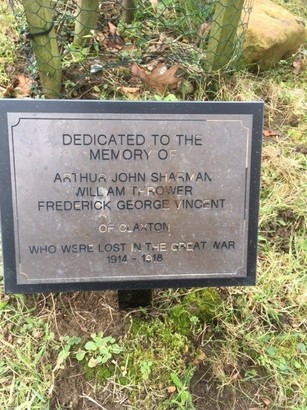 DEDICATED TO THE
MEMORY OF
ARTHUR JOHN SHARMAN
WILLIAM THROWER
FREDERICK GEORGE VINCENT
OF CLAXTON
WHO WERE LOST IN THE GREAT WAR
1914 - 1918